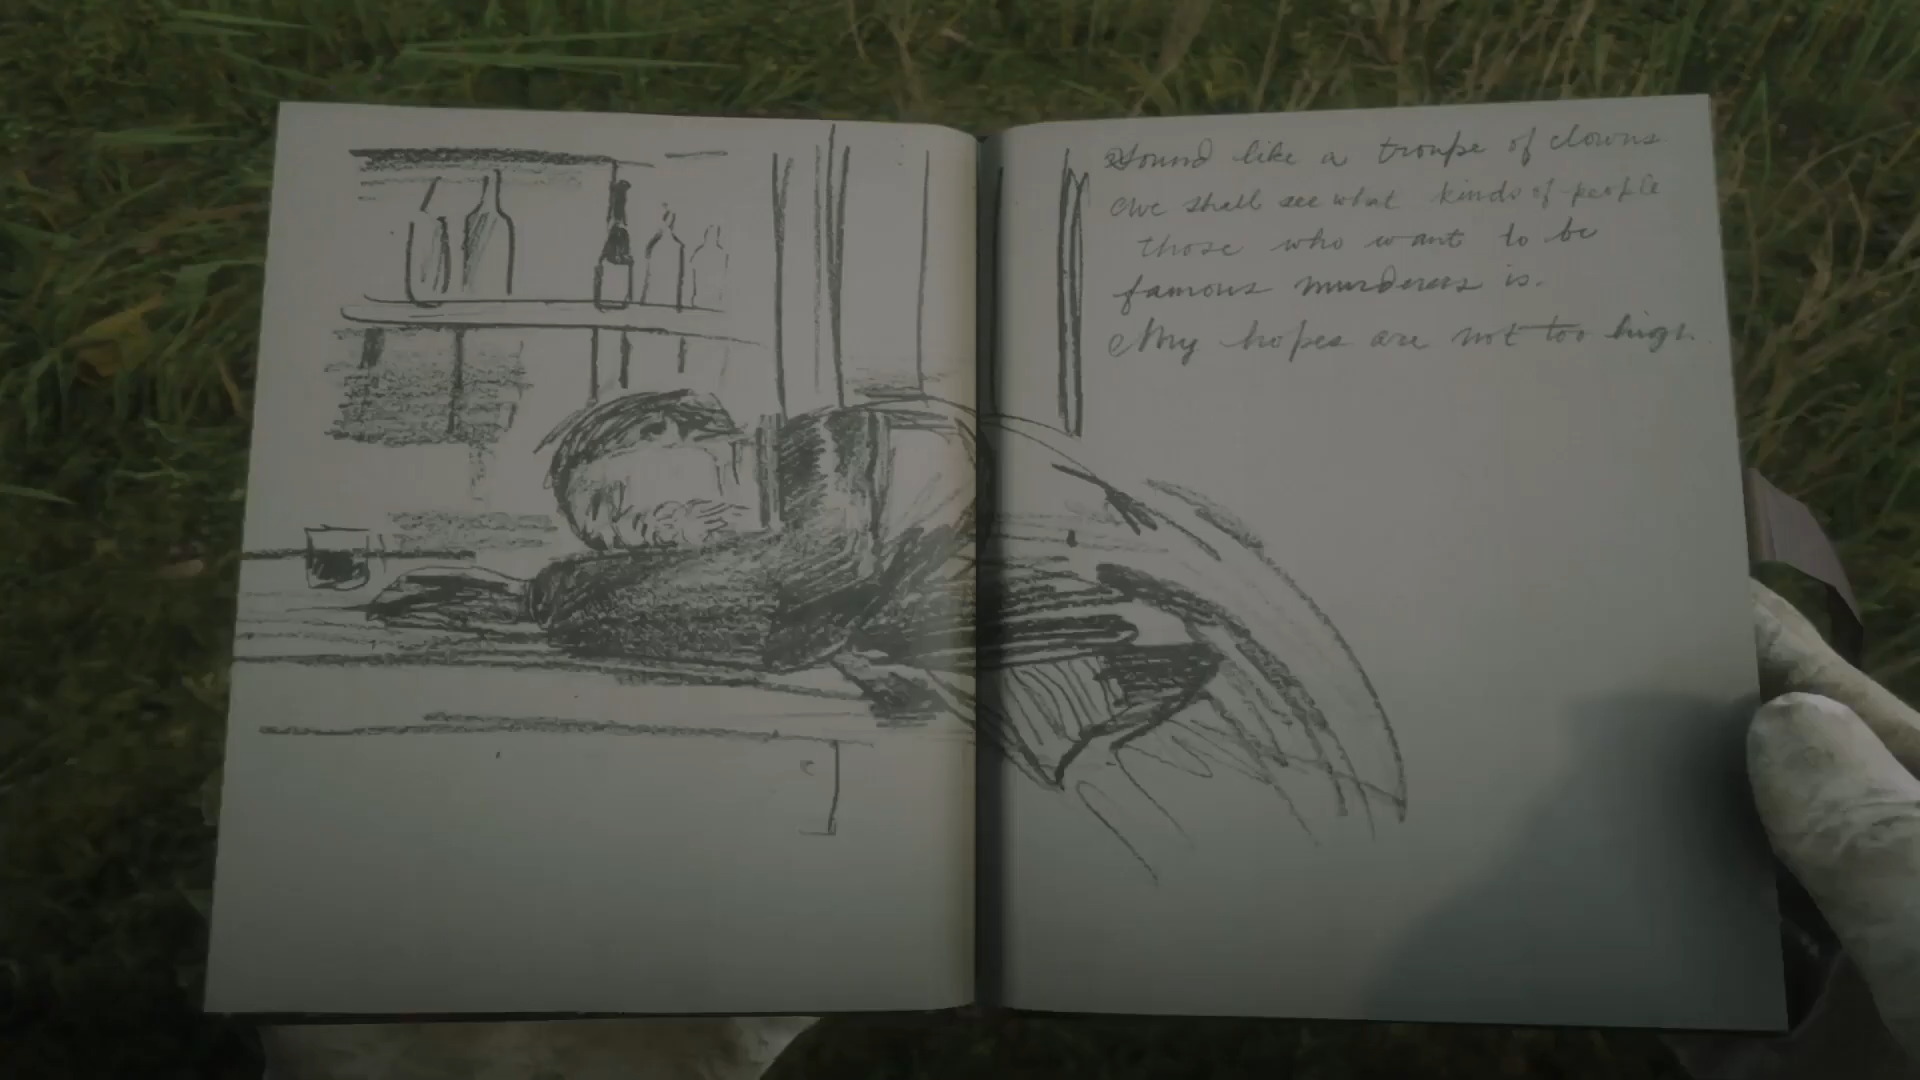 Sound like a troupe of clowns.
We shall see what kinds of people
those who want to be
famous murderers is.
My hopes are not too high.